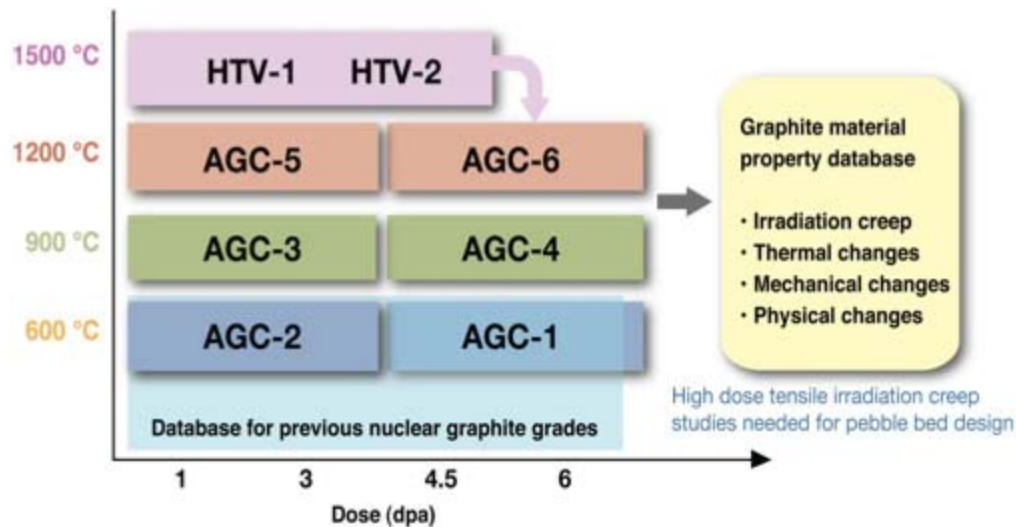 1500 °C
HTV-1 HTV-2
1200 °C
AGC-5 AGC-6
900 °C
AGC-3 AGC-4
600 °C
AGC-2 AGC-1
Database for previous nuclear graphite grades
1 3 4.5 6
Dose (dpa)
Graphite material
property database
· Irradiation creep
· Thermal changes
· Mechanical changes
· Physical changes
High dose tensile irradiation creep
studies needed for pebble bed design